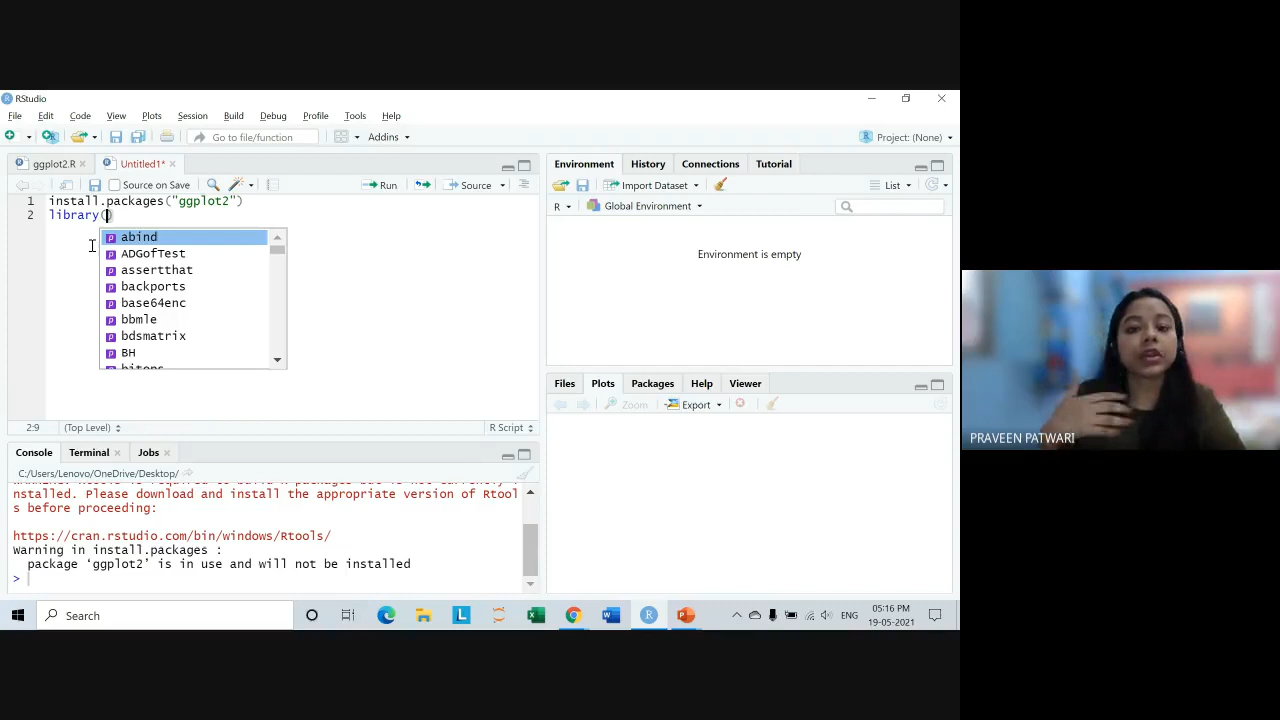 RStudio
File Edit Code View Plots Session Build Debug Profile Tools Help
Go to file/function
Addins
Project: (None)
ggplot2.R
Untitled1*
Source on Save
Run
Source
1 install.packages("ggplot2")
2 library()
abind
ADGofTest
assertthat
backports
base64enc
bbmle
bdsmatrix
BH
bitops
2:9
(Top Level)
R Script
Console Terminal Jobs
C:/Users/Lenovo/OneDrive/Desktop/
nstalled. Please download and install the appropriate version of Rtool
s before proceeding:
https://cran.rstudio.com/bin/windows/Rtools/
Warning in install.packages :
package ‘ggplot2’ is in use and will not be installed
>
Environment History Connections Tutorial
Import Dataset
List
R
Global Environment
Environment is empty
Files Plots Packages Help Viewer
Zoom
Export
PRAVEEN PATWARI
Search
ENG
05:16 PM
19-05-2021